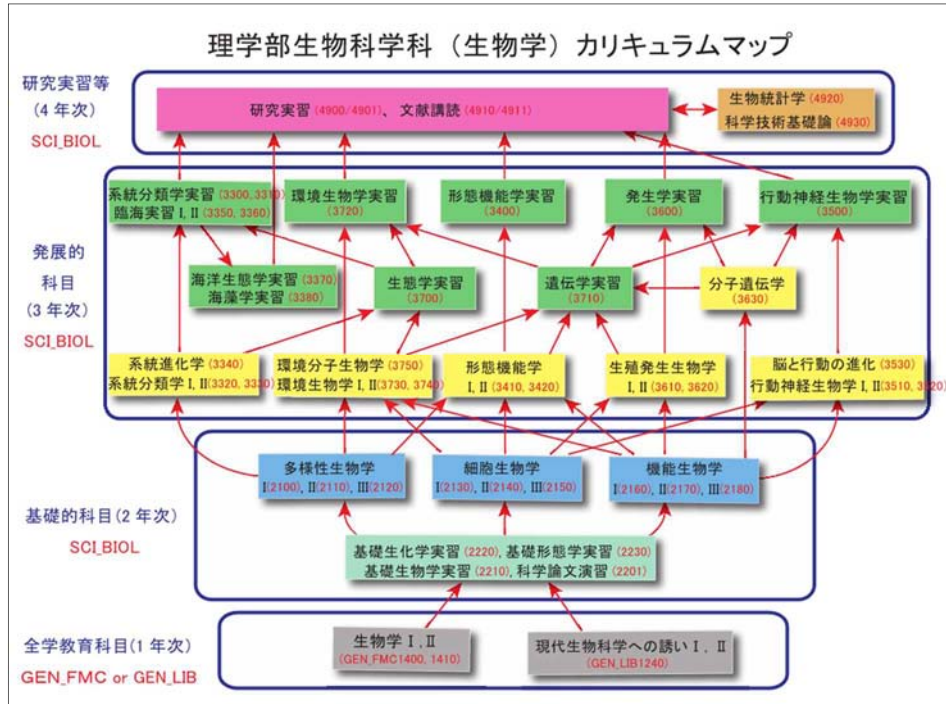 理学部生物科学科（生物学）カリキュラムマップ
研究実習等
(4年次)
SCI_BIOL
研究実習 (4900/4901)、文献講読 (4910/4911)
生物統計学 (4920)
科学技術基礎論 (4930)
発展的
科目
(3年次)
SCI_BIOL
系統分類学実習 (3300, 3310)
臨海実習 I, II (3350, 3360)
環境生物学実習
(3720)
形態機能学実習
(3400)
発生学実習
(3600)
行動神経生物学実習
(3500)
海洋生態学実習 (3370)
海藻学実習 (3380)
生態学実習
(3700)
遺伝学実習
(3710)
分子遺伝学
(3630)
系統進化学 (3340)
系統分類学 I, II (3320, 3330)
環境分子生物学 (3750)
環境生物学 I, II (3730, 3740)
形態機能学
I, II (3410, 3420)
生殖発生生物学
I, II (3610, 3620)
脳と行動の進化 (3530)
行動神経生物学 I, II (3510, 3520)
基礎的科目(2年次)
SCI_BIOL
多様性生物学
I(2100), II(2110), III(2120)
細胞生物学
I(2130), II(2140), III(2150)
機能生物学
I(2160), II(2170), III(2180)
基礎生化学実習 (2220), 基礎形態学実習 (2230)
基礎生物学実習 (2210), 科学論文演習 (2201)
全学教育科目(1年次)
GEN_FMC or GEN_LIB
生物学 I, II
(GEN_FMC1400, 1410)
現代生物科学への誘い I, II
(GEN_LIB1240)